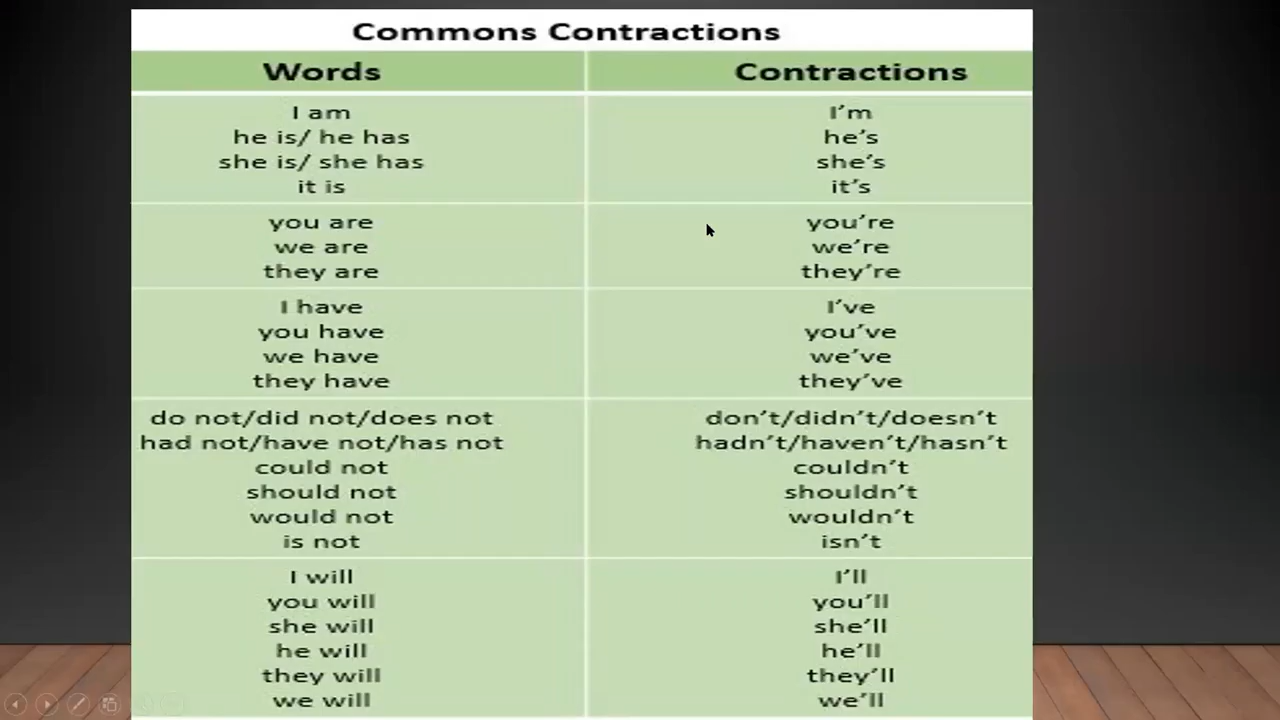 Commons Contractions
Words Contractions
I am I'm
he is/ he has he's
she is/ she has she's
it is it's
you are you're
we are we're
they are they're
I have I've
you have you've
we have we've
they have they've
do not/did not/does not don't/didn't/doesn't
had not/have not/has not hadn't/haven't/hasn't
could not couldn't
should not shouldn't
would not wouldn't
is not isn't
I will I'll
you will you'll
she will she'll
he will he'll
they will they'll
we will we'll